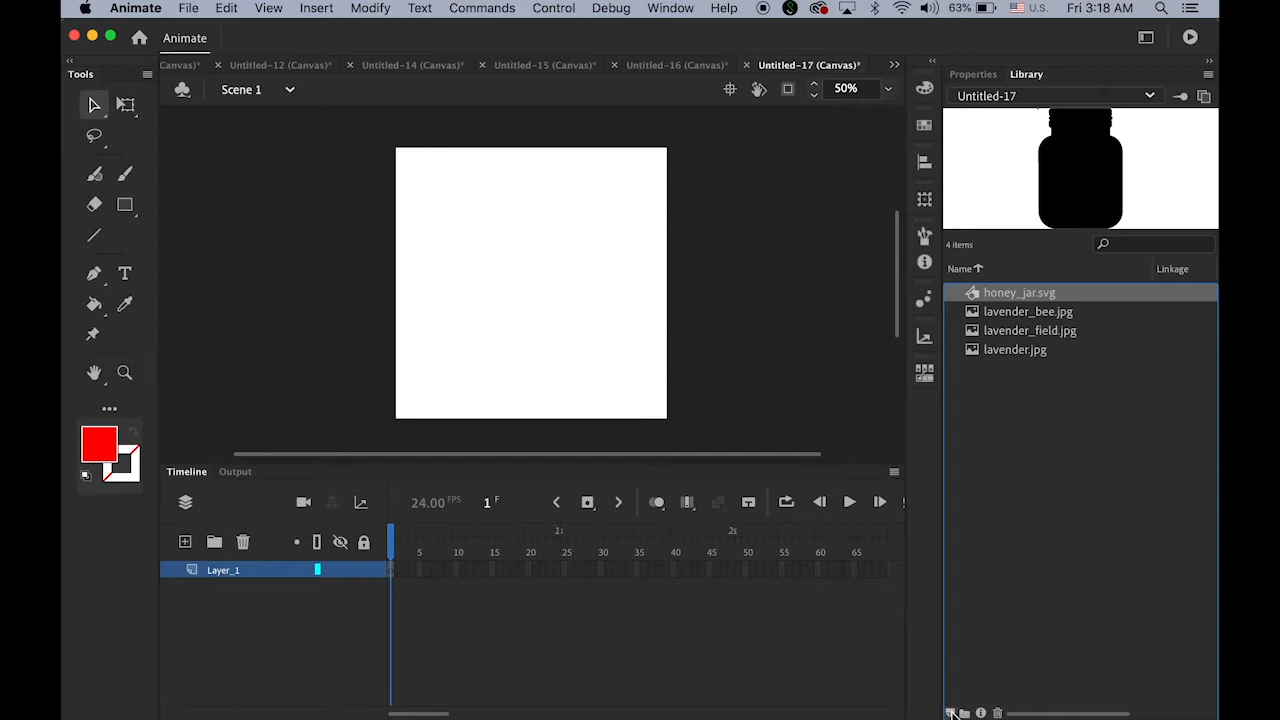 Animate File Edit View Insert Modify Text Commands Control Debug Window Help 63% U.S. Fri 3:18 AM
Animate
Canvas)* × Untitled-12 (Canvas)* × Untitled-14 (Canvas)* × Untitled-15 (Canvas)* × Untitled-16 (Canvas)* × Untitled-17 (Canvas)*
Tools
Scene 1 50%
Properties Library
Untitled-17
4 items
Name Linkage
honey_jar.svg
lavender_bee.jpg
lavender_field.jpg
lavender.jpg
Timeline Output
24.00 FPS 1 F
1s 2s
5 10 15 20 25 30 35 40 45 50 55 60 65
Layer_1